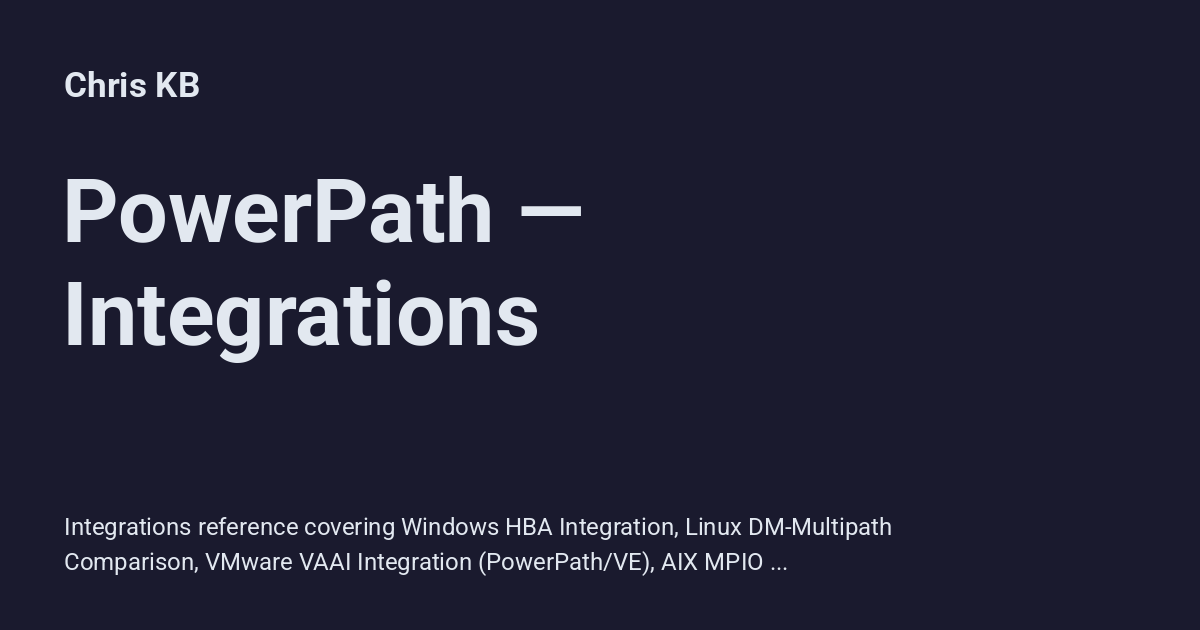 Chris KB
PowerPath —
Integrations
Integrations reference covering Windows HBA Integration, Linux DM-Multipath
Comparison, VMware VAAI Integration (PowerPath/VE), AIX MPIO ...